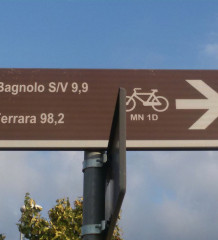 Bagnolo S/V 9,9
errara 98,2
MN 1D